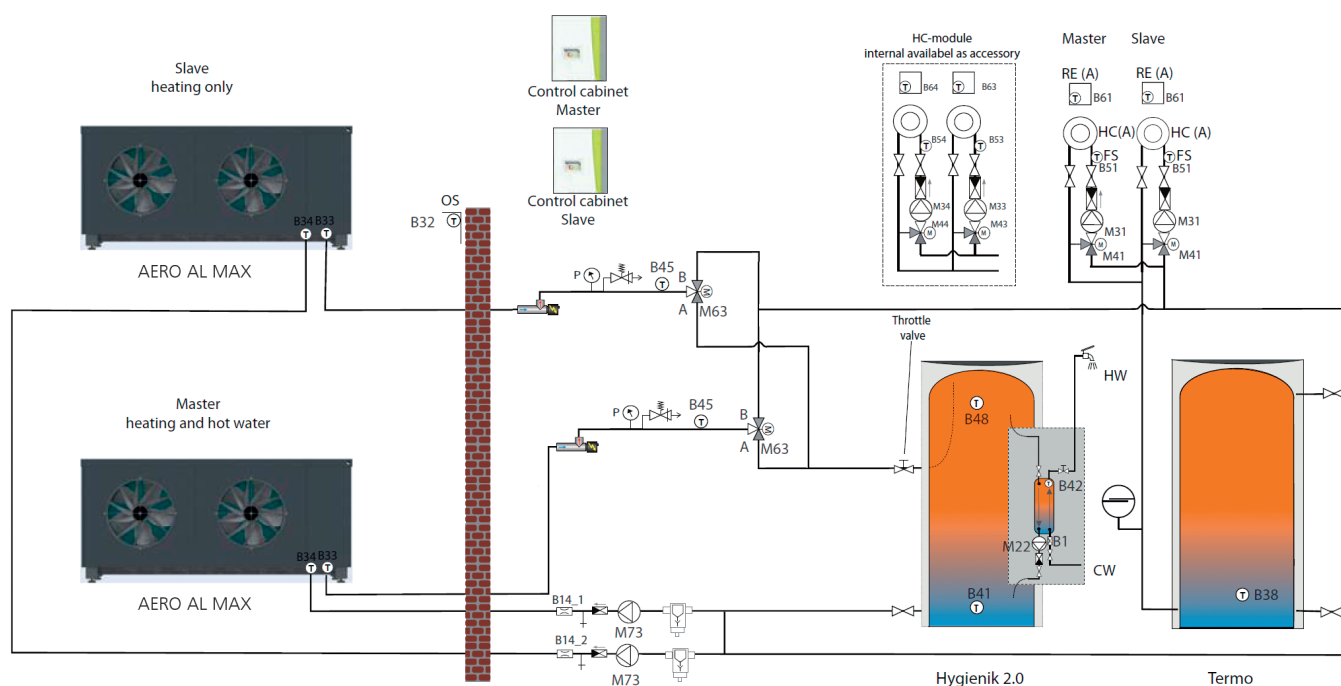 Slave
heating only
B34 B33
T T
AERO AL MAX
Master
heating and hot water
B34 B33
T T
AERO AL MAX
OS
B32 T
Control cabinet
Master
Control cabinet
Slave
P
B45
T
B
M
A
M63
P
B45
T
B
M
A
M63
B14_1
M73
B14_2
M73
HC-module
internal availabel as accessory
T B64
T B63
T B54
T B53
M34
M33
M44 M
M43 M
Master
Slave
RE (A)
RE (A)
T B61
T B61
HC(A)
HC (A)
T FS
T FS
B51
B51
M31
M31
M
M
M41
M41
Throttle
valve
HW
T
B48
T B42
M22
B1
CW
B41
T
Hygienik 2.0
T B38
Termo